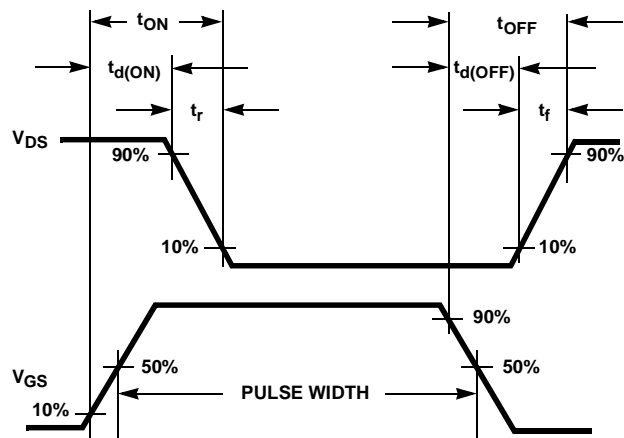 tON
tOFF
td(ON)
td(OFF)
tr
tf
VDS
90%
90%
10%
10%
90%
50%
50%
VGS
PULSE WIDTH
10%